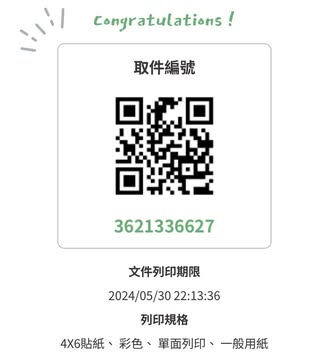 Congratulations!
取件編號
3621336627
文件列印期限
2024/05/30 22:13:36
列印規格
4X6貼紙、彩色、單面列印、一般用紙